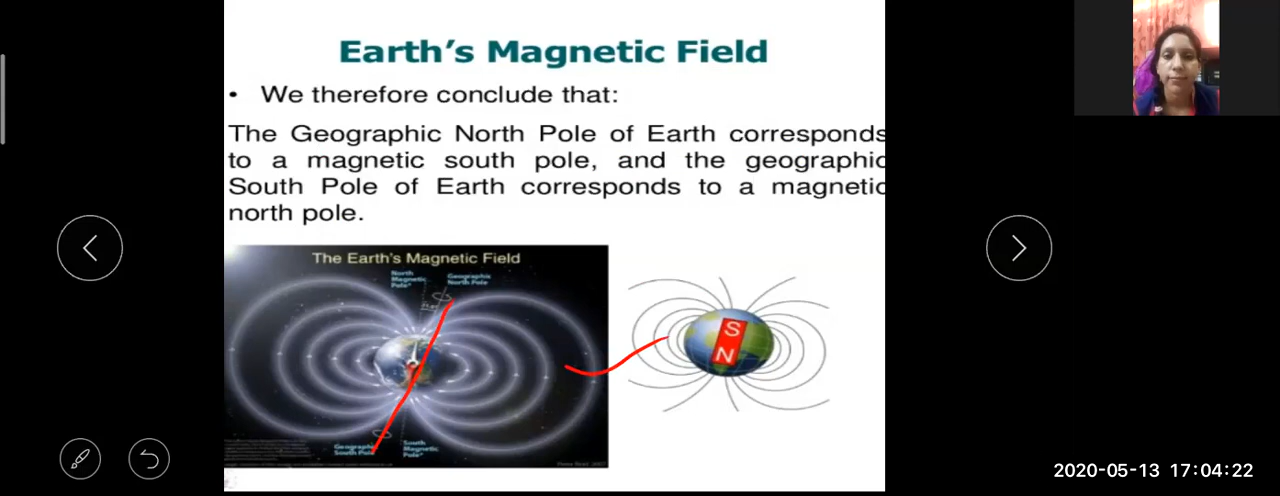 Earth's Magnetic Field
• We therefore conclude that:
The Geographic North Pole of Earth corresponds
to a magnetic south pole, and the geographic
South Pole of Earth corresponds to a magnetic
north pole.
The Earth's Magnetic Field
North
Magnetic
Pole*
Geographic
North Pole
S
N
Geographic
South Pole
South
Magnetic
Pole*
2020-05-13 17:04:22